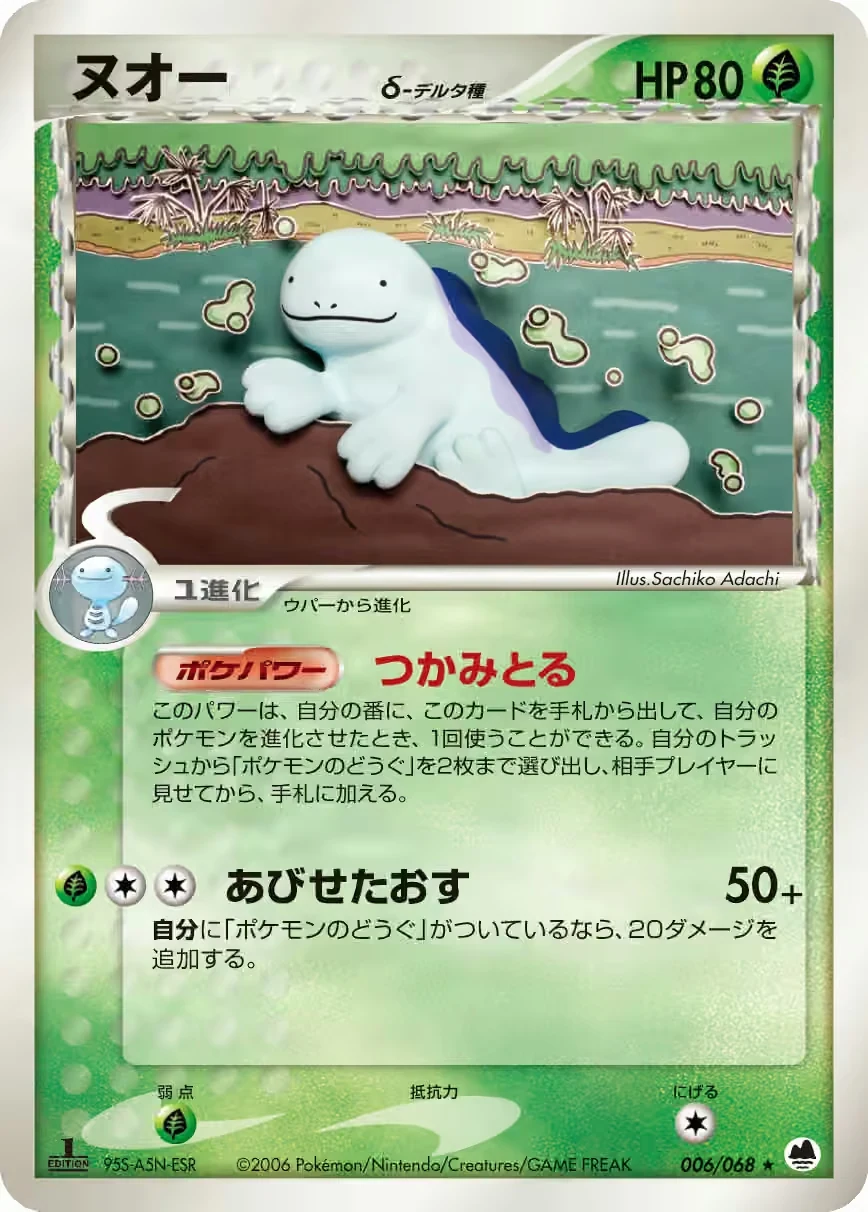 ヌオー δ-デルタ種 HP80
Illus.Sachiko Adachi
1進化
ウパーから進化
ポケパワー つかみとる
このパワーは、自分の番に、このカードを手札から出して、自分の
ポケモンを進化させたとき、1回使うことができる。自分のトラッ
シュから「ポケモンのどうぐ」を2枚まで選び出し、相手プレイヤーに
見せてから、手札に加える。
あびせたおす 50+
自分に「ポケモンのどうぐ」がついているなら、20ダメージを
追加する。
弱点 抵抗力 にげる
1 EDITION 95S-A5N-ESR ©2006 Pokémon/Nintendo/Creatures/GAME FREAK 006/068 ★